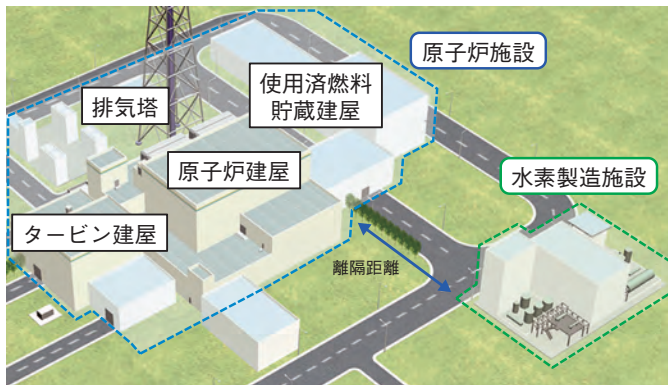 原子炉施設
使用済燃料
貯蔵建屋
排気塔
原子炉建屋
水素製造施設
タービン建屋
離隔距離